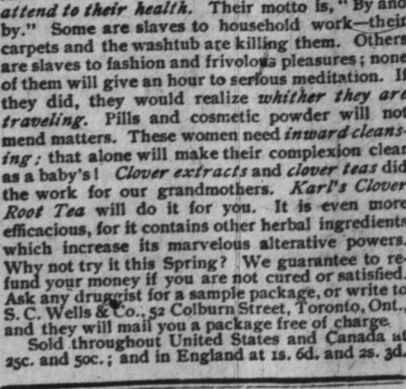 attend to their health. Their motto is, "By and
by." Some are slaves to household work—their
carpets and the washtub are killing them. Others
are slaves to fashion and frivolous pleasures; none
of them will give an hour to serious meditation. If
they did, they would realize whither they are
traveling. Pills and cosmetic powder will not
mend matters. These women need inward cleans-
ing; that alone will make their complexion clear
as a baby's! Clover extracts and clover teas did
the work for our grandmothers. Karl's Clover
Root Tea will do it for you. It is even more
efficacious, for it contains other herbal ingredients
which increase its marvelous alterative powers.
Why not try it this Spring? We guarantee to re-
fund your money if you are not cured or satisfied.
Ask any druggist for a sample package, or write to
S. C. Wells & Co., 52 Colburn Street, Toronto, Ont.,
and they will mail you a package free of charge
Sold throughout United States and Canada at
25c. and 50c.; and in England at 1s. 6d. and 2s. 3d.